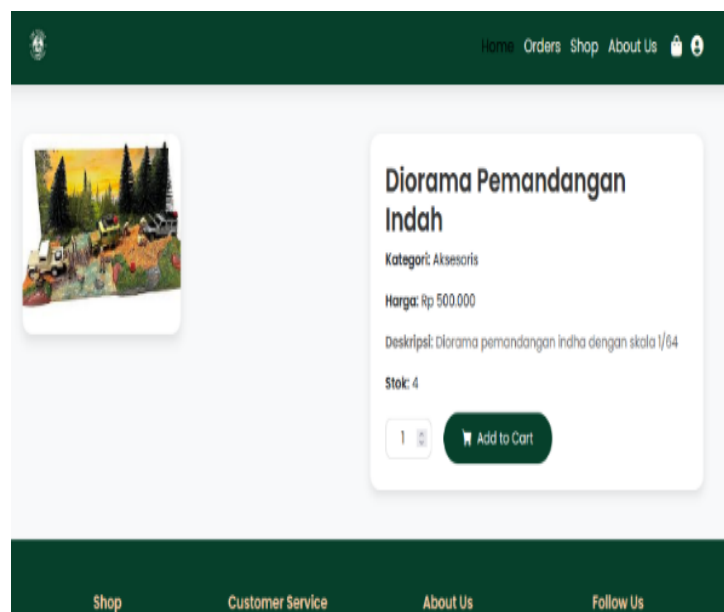 Home Orders Shop About Us
Diorama Pemandangan
Indah
Kategori: Aksesoris
Harga: Rp 500.000
Deskripsi: Diorama pemandangan indha dengan skala 1/64
Stok: 4
1 Add to Cart
Shop Customer Service About Us Follow Us